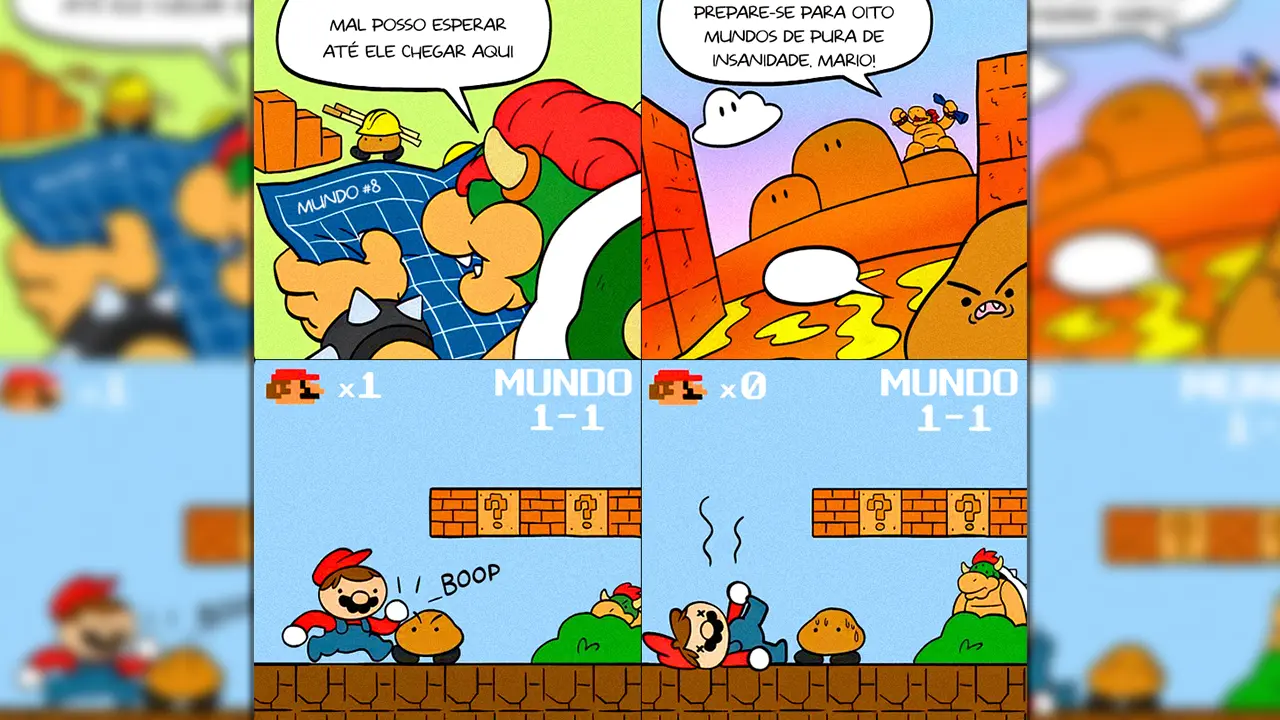 MAL POSSO ESPERAR
ATÉ ELE CHEGAR AQUI
MUNDO #8
PREPARE-SE PARA OITO
MUNDOS DE PURA DE
INSANIDADE, MARIO!
x1
MUNDO
1-1
?
?
BOOP
x0
MUNDO
1-1
?
?